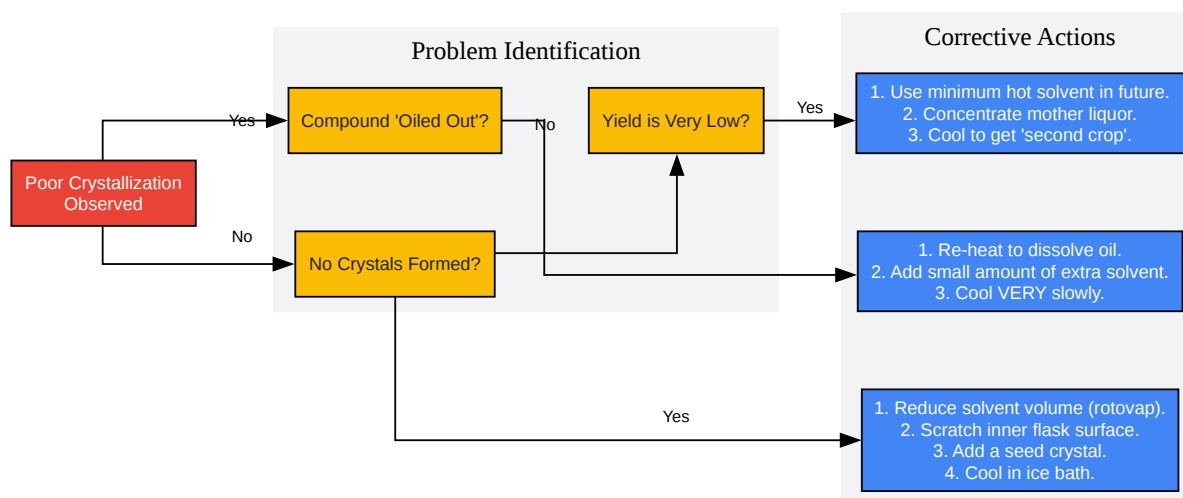 Problem Identification
Corrective Actions
Poor Crystallization
Observed
Yes
Compound 'Oiled Out'?
No
Yield is Very Low?
Yes
1. Use minimum hot solvent in future.
2. Concentrate mother liquor.
3. Cool to get 'second crop'.
No
No Crystals Formed?
1. Re-heat to dissolve oil.
2. Add small amount of extra solvent.
3. Cool VERY slowly.
Yes
1. Reduce solvent volume (rotovap).
2. Scratch inner flask surface.
3. Add a seed crystal.
4. Cool in ice bath.